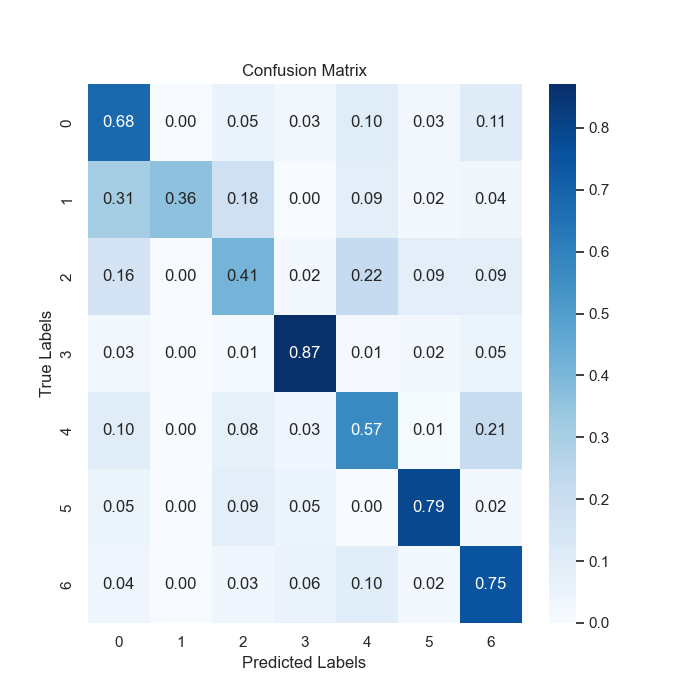 Confusion Matrix
0 0.68 0.00 0.05 0.03 0.10 0.03 0.11
1 0.31 0.36 0.18 0.00 0.09 0.02 0.04
2 0.16 0.00 0.41 0.02 0.22 0.09 0.09
3 0.03 0.00 0.01 0.87 0.01 0.02 0.05
4 0.10 0.00 0.08 0.03 0.57 0.01 0.21
5 0.05 0.00 0.09 0.05 0.00 0.79 0.02
6 0.04 0.00 0.03 0.06 0.10 0.02 0.75
0 1 2 3 4 5 6
Predicted Labels
True Labels
0.8
0.7
0.6
0.5
0.4
0.3
0.2
0.1
0.0